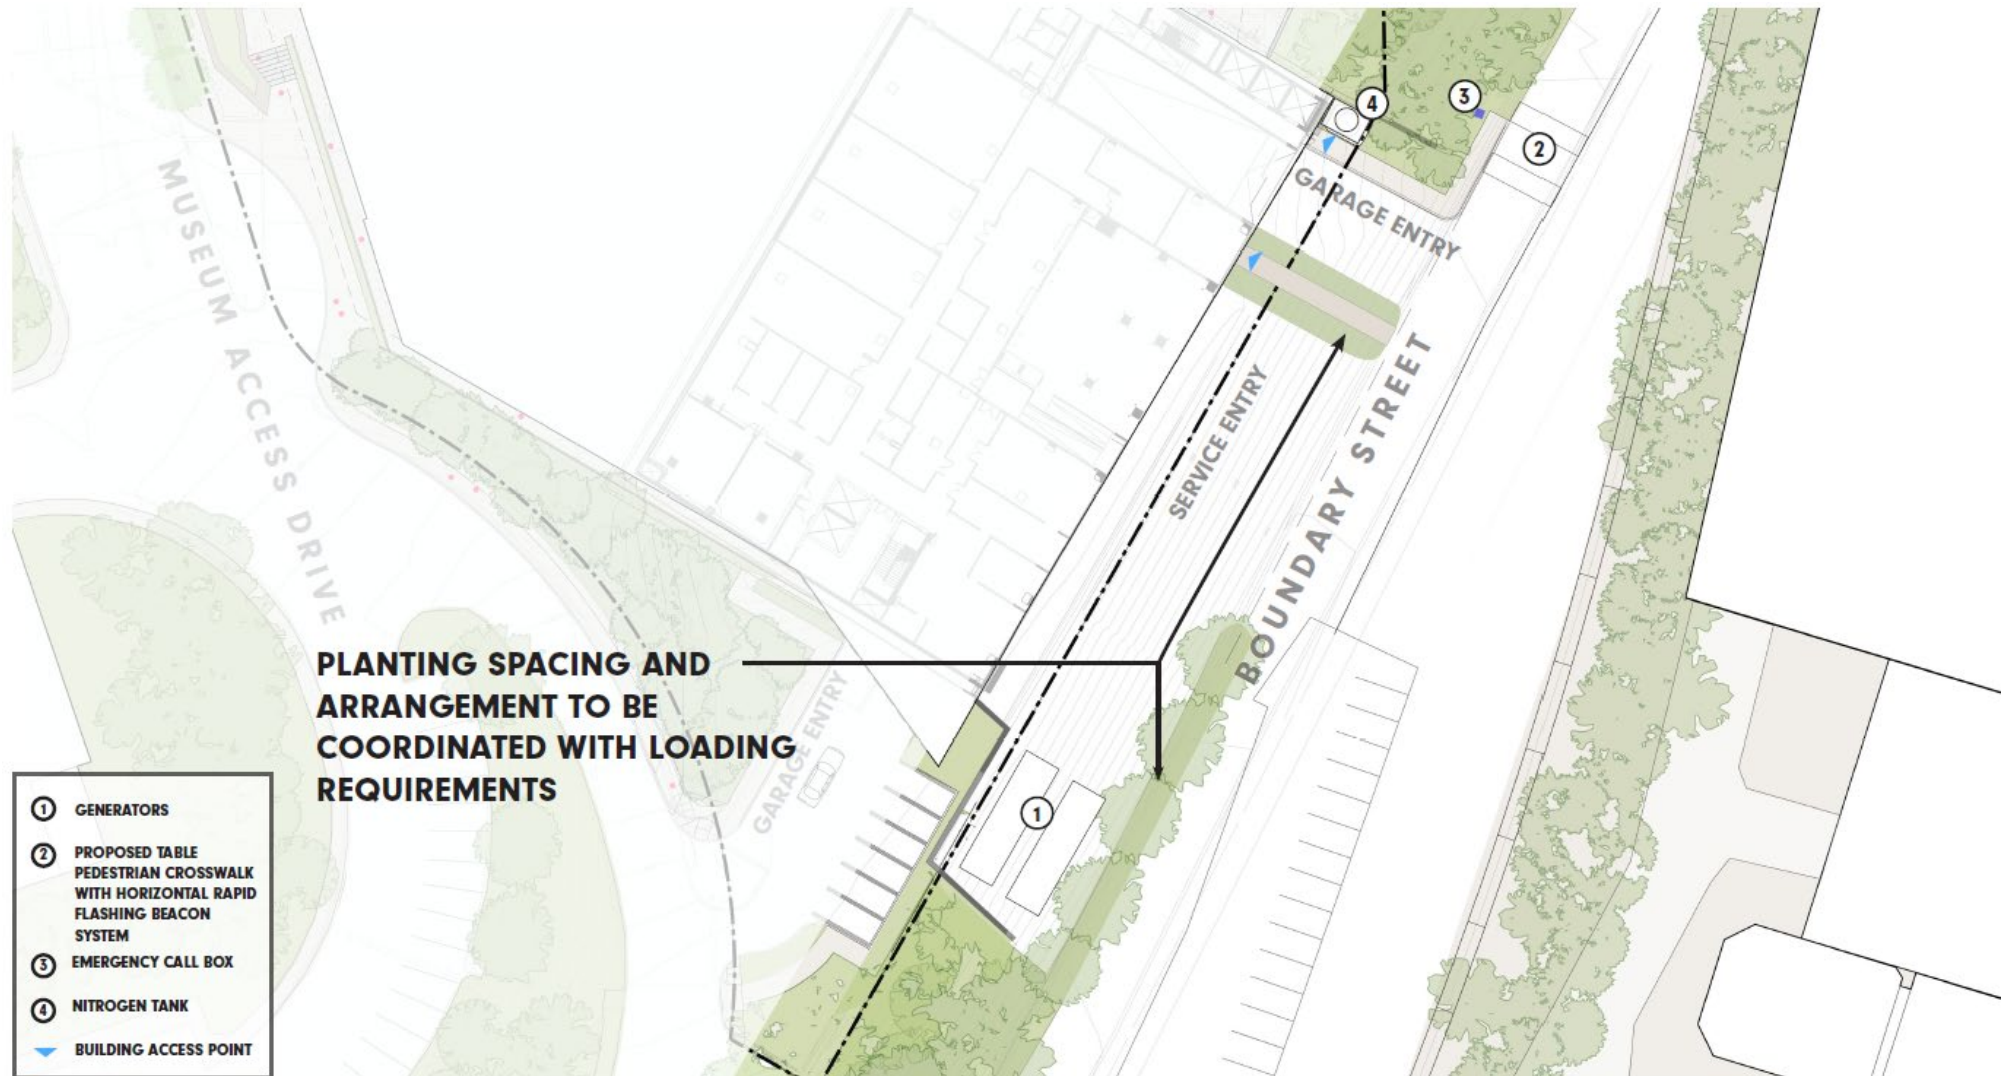 MUSEUM ACCESS DRIVE
4
3
2
GARAGE ENTRY
SERVICE ENTRY
BOUNDARY STREET
PLANTING SPACING AND
ARRANGEMENT TO BE
COORDINATED WITH LOADING
REQUIREMENTS
GARAGE ENTRY
1
1 GENERATORS
2 PROPOSED TABLE
PEDESTRIAN CROSSWALK
WITH HORIZONTAL RAPID
FLASHING BEACON
SYSTEM
3 EMERGENCY CALL BOX
4 NITROGEN TANK
BUILDING ACCESS POINT